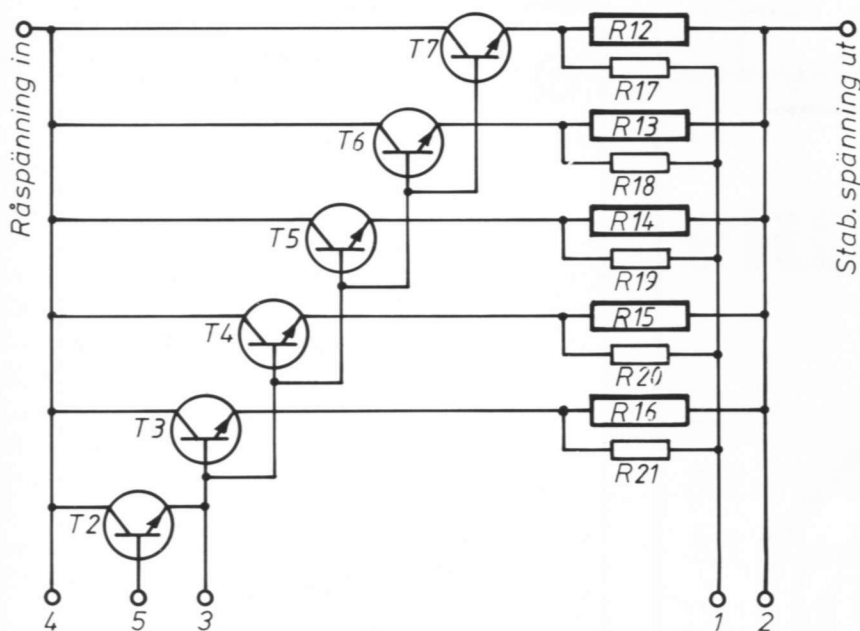 Råspänning in
T7
R12
R17
Stab. spänning ut
T6
R13
R18
T5
R14
R19
T4
R15
R20
T3
R16
R21
T2
4
5
3
1
2